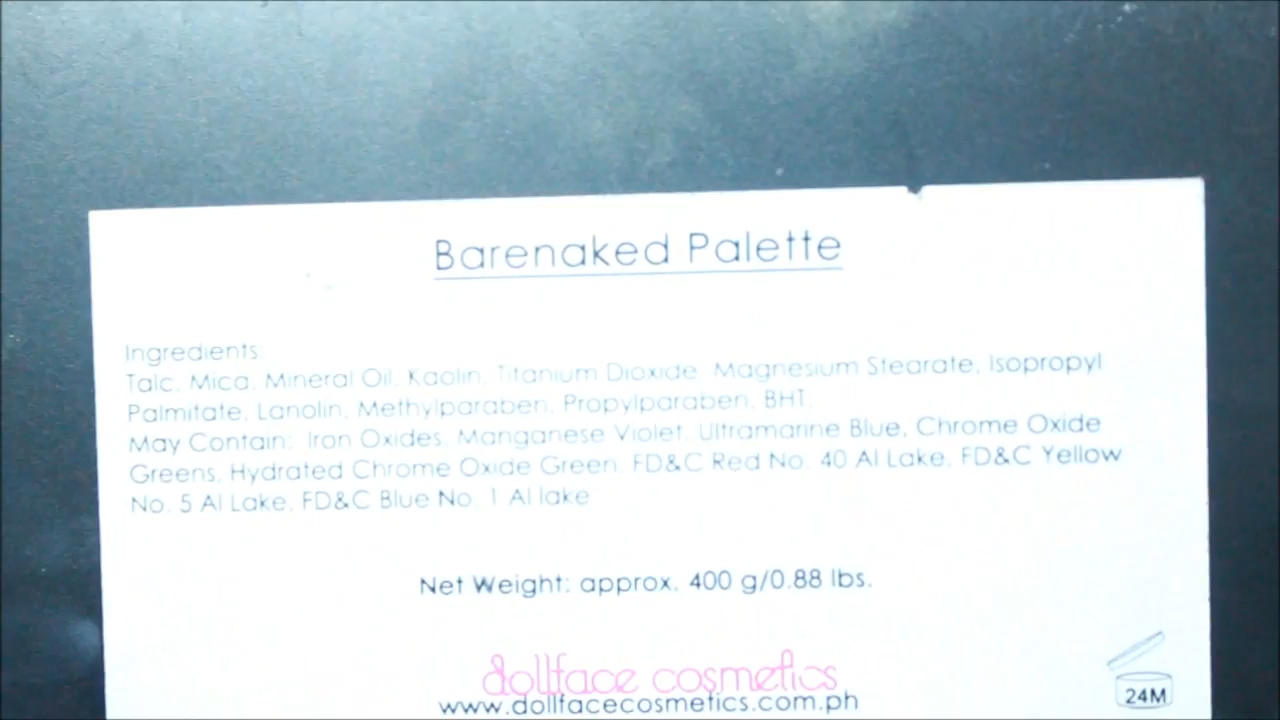 Barenaked Palette
Ingredients:
Talc, Mica, Mineral Oil, Kaolin, Titanium Dioxide, Magnesium Stearate, Isopropyl
Palmitate, Lanolin, Methylparaben, Propylparaben, BHT.
May Contain: Iron Oxides, Manganese Violet, Ultramarine Blue, Chrome Oxide
Greens, Hydrated Chrome Oxide Green, FD&C Red No. 40 Al Lake, FD&C Yellow
No. 5 Al Lake, FD&C Blue No. 1 Al lake
Net Weight: approx. 400 g/0.88 lbs.
dollface cosmetics
www.dollfacecosmetics.com.ph
24M